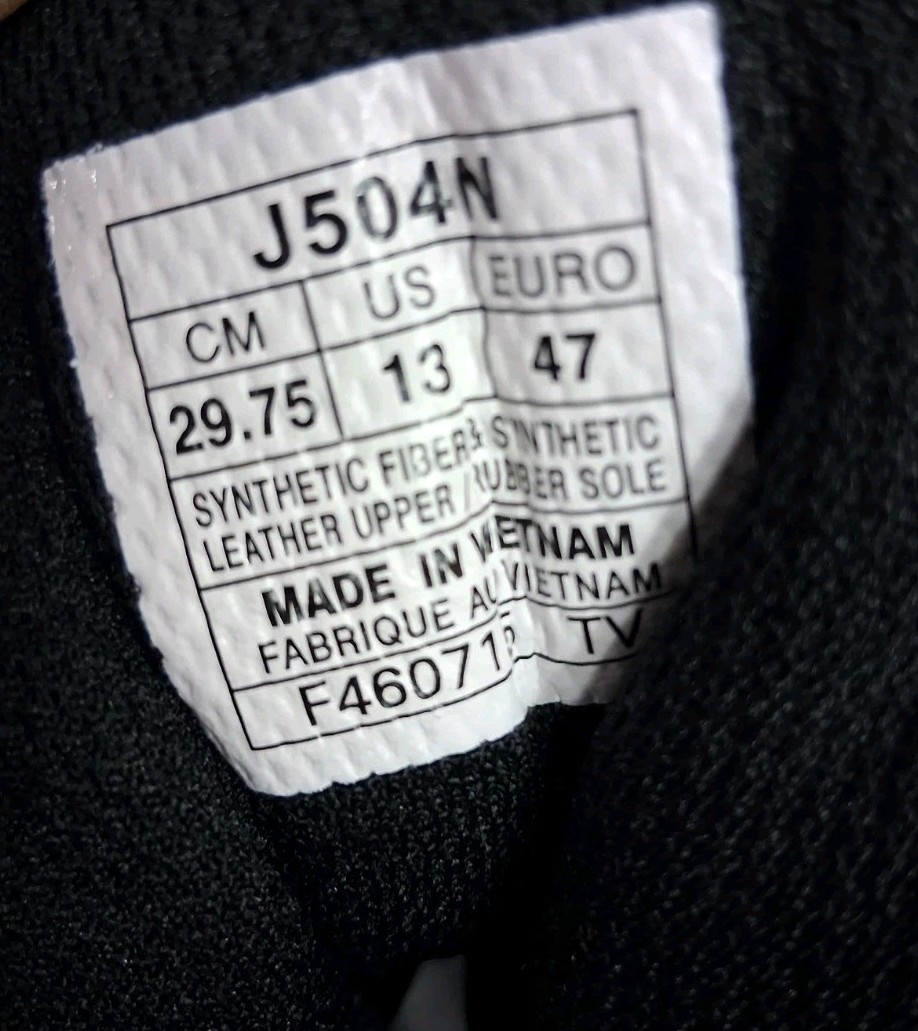 J504N
CM US EURO
29.75 13 47
SYNTHETIC FIBER & SYNTHETIC
LEATHER UPPER / RUBBER SOLE
MADE IN VIETNAM
FABRIQUE AU VIETNAM
TV